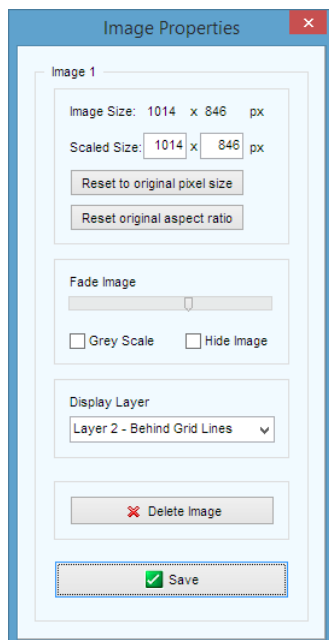 Image Properties
Image 1
Image Size: 1014 x 846 px
Scaled Size: 1014 x 846 px
Reset to original pixel size
Reset original aspect ratio
Fade Image
Grey Scale Hide Image
Display Layer
Layer 2 - Behind Grid Lines
Delete Image
Save